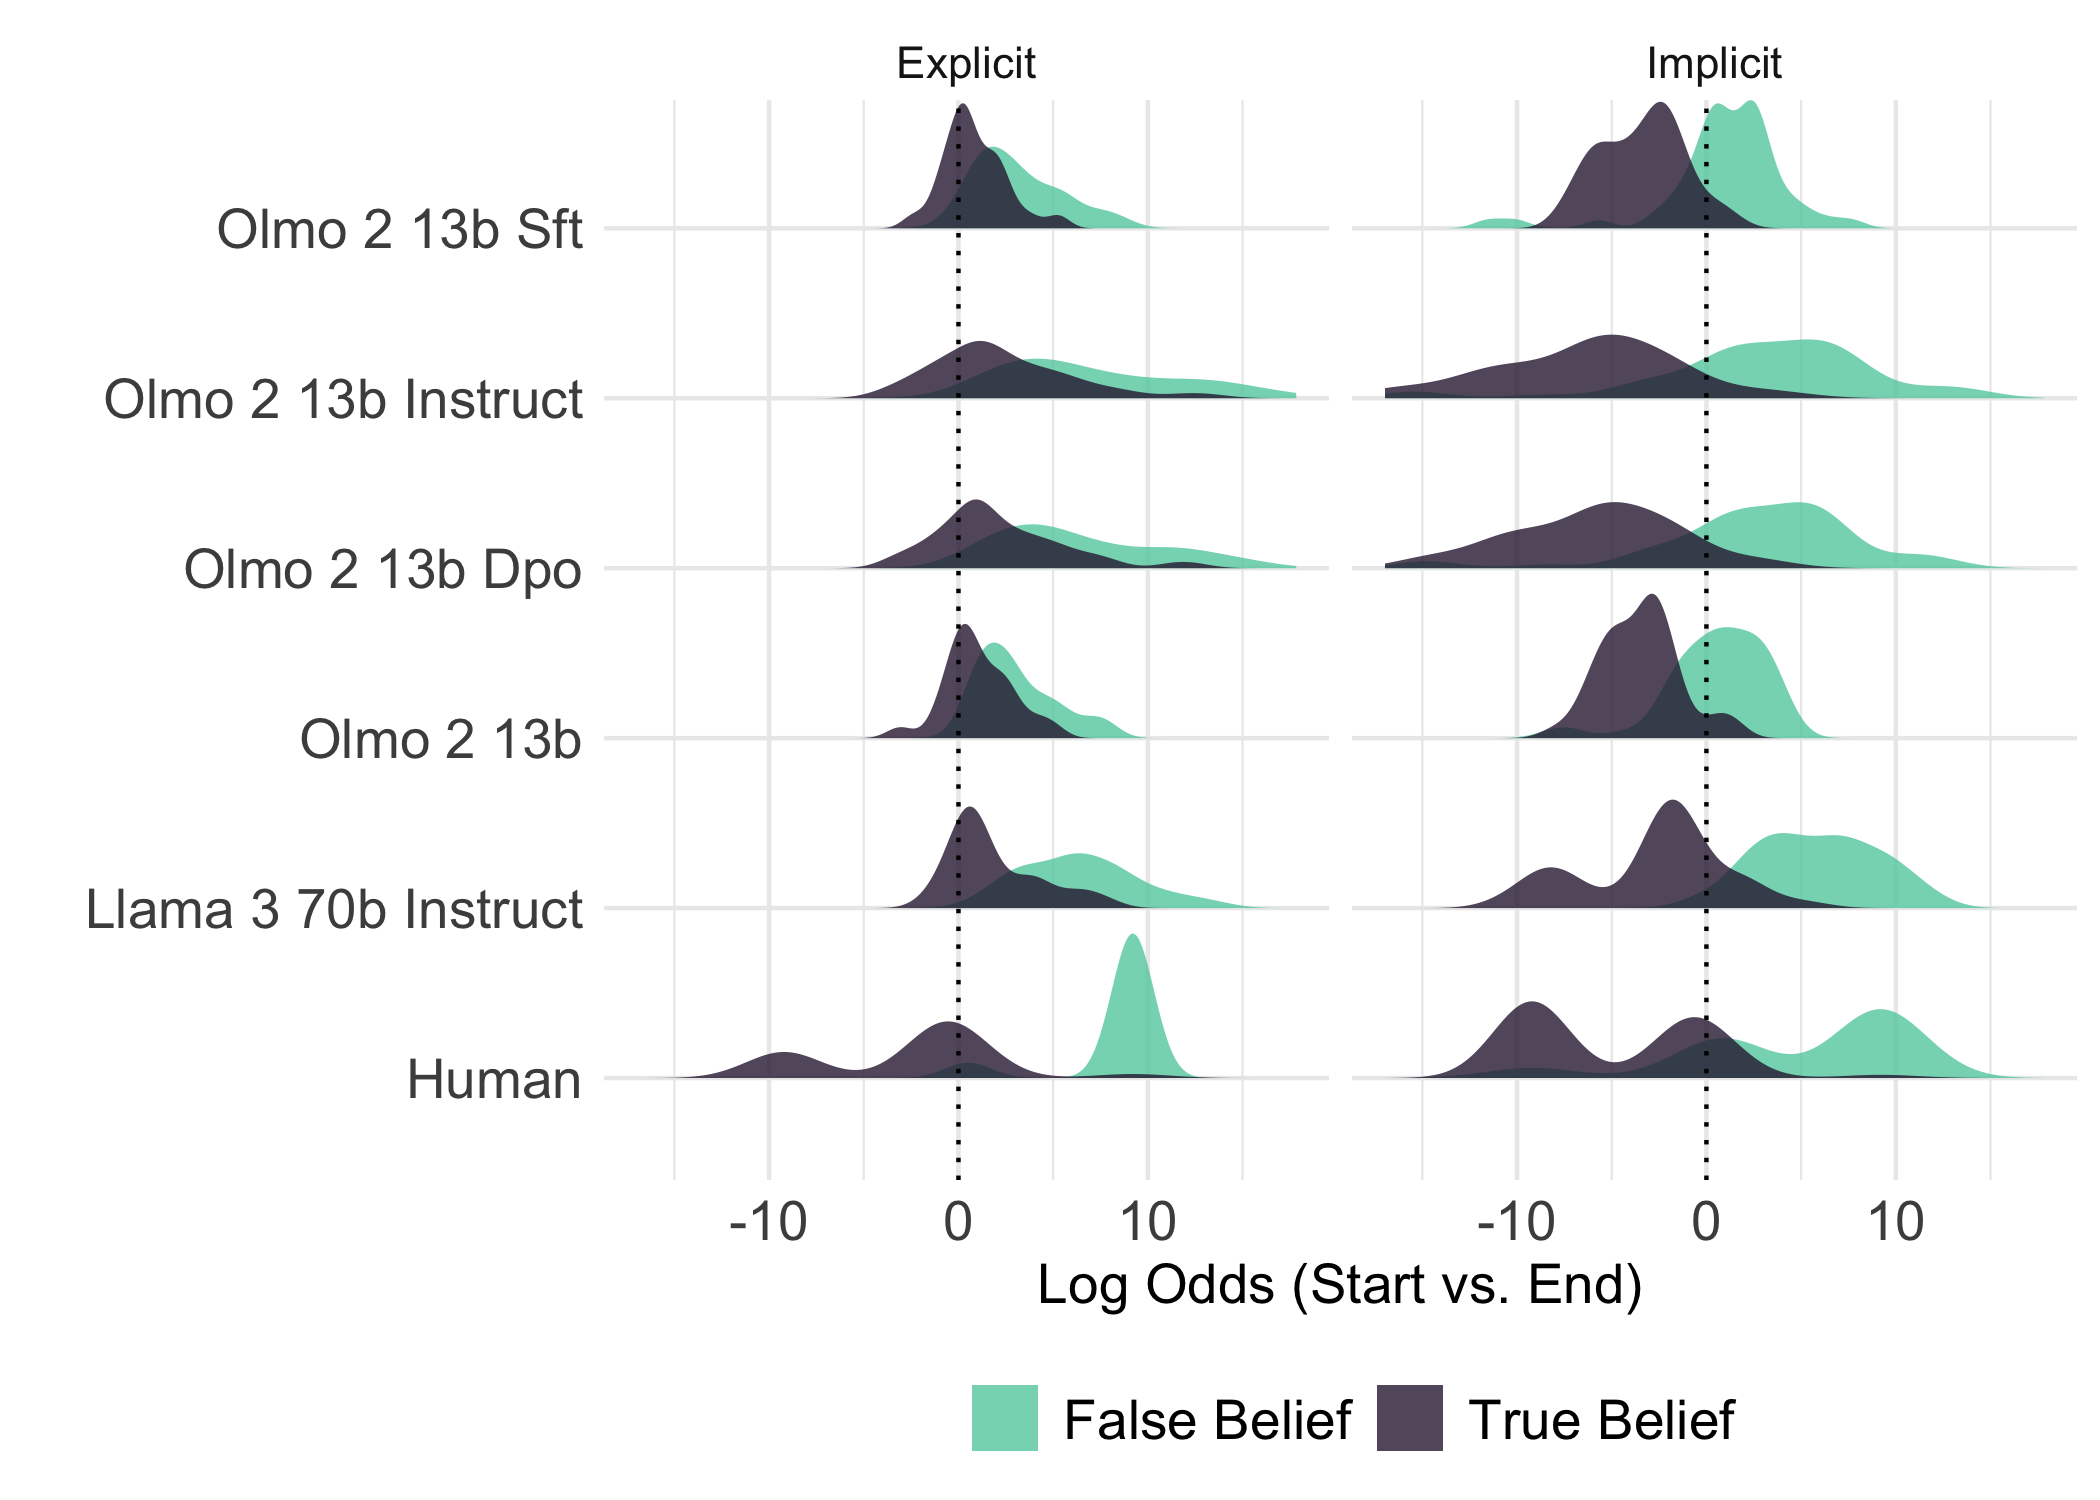 Explicit
Implicit
Olmo 2 13b Sft
Olmo 2 13b Instruct
Olmo 2 13b Dpo
Olmo 2 13b
Llama 3 70b Instruct
Human
-10 0 10 -10 0 10
Log Odds (Start vs. End)
False Belief True Belief